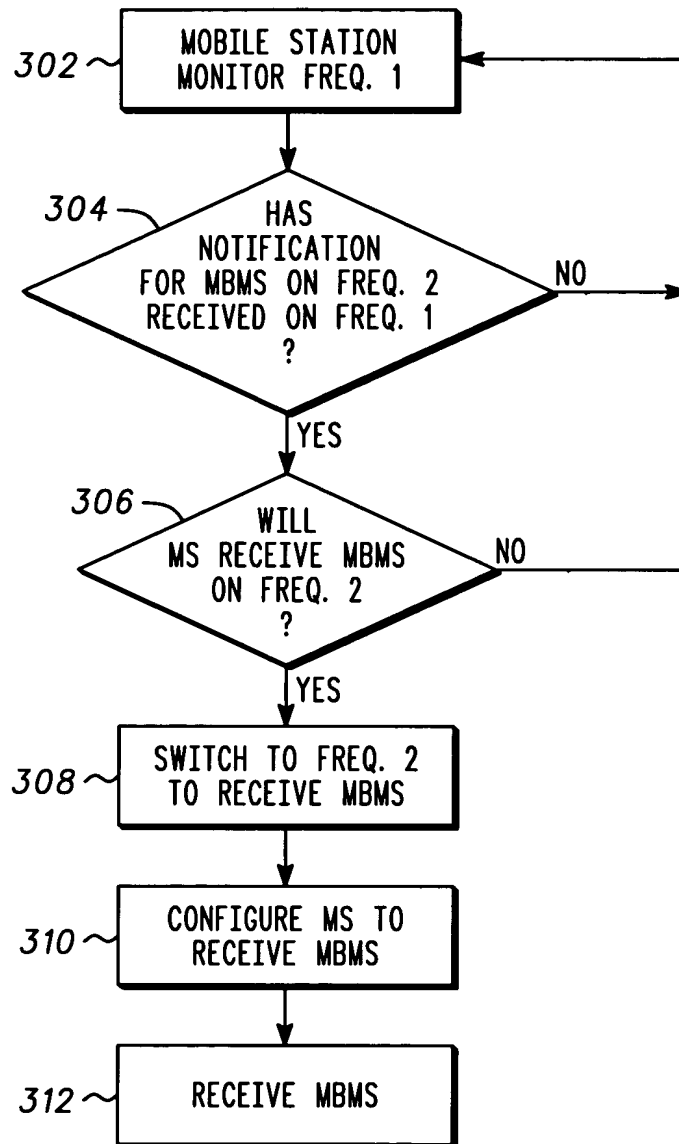 302
MOBILE STATION
MONITOR FREQ. 1
304
HAS
NOTIFICATION
FOR MBMS ON FREQ. 2
RECEIVED ON FREQ. 1
?
NO
YES
306
WILL
MS RECEIVE MBMS
ON FREQ. 2
?
NO
YES
308
SWITCH TO FREQ. 2
TO RECEIVE MBMS
310
CONFIGURE MS TO
RECEIVE MBMS
312
RECEIVE MBMS